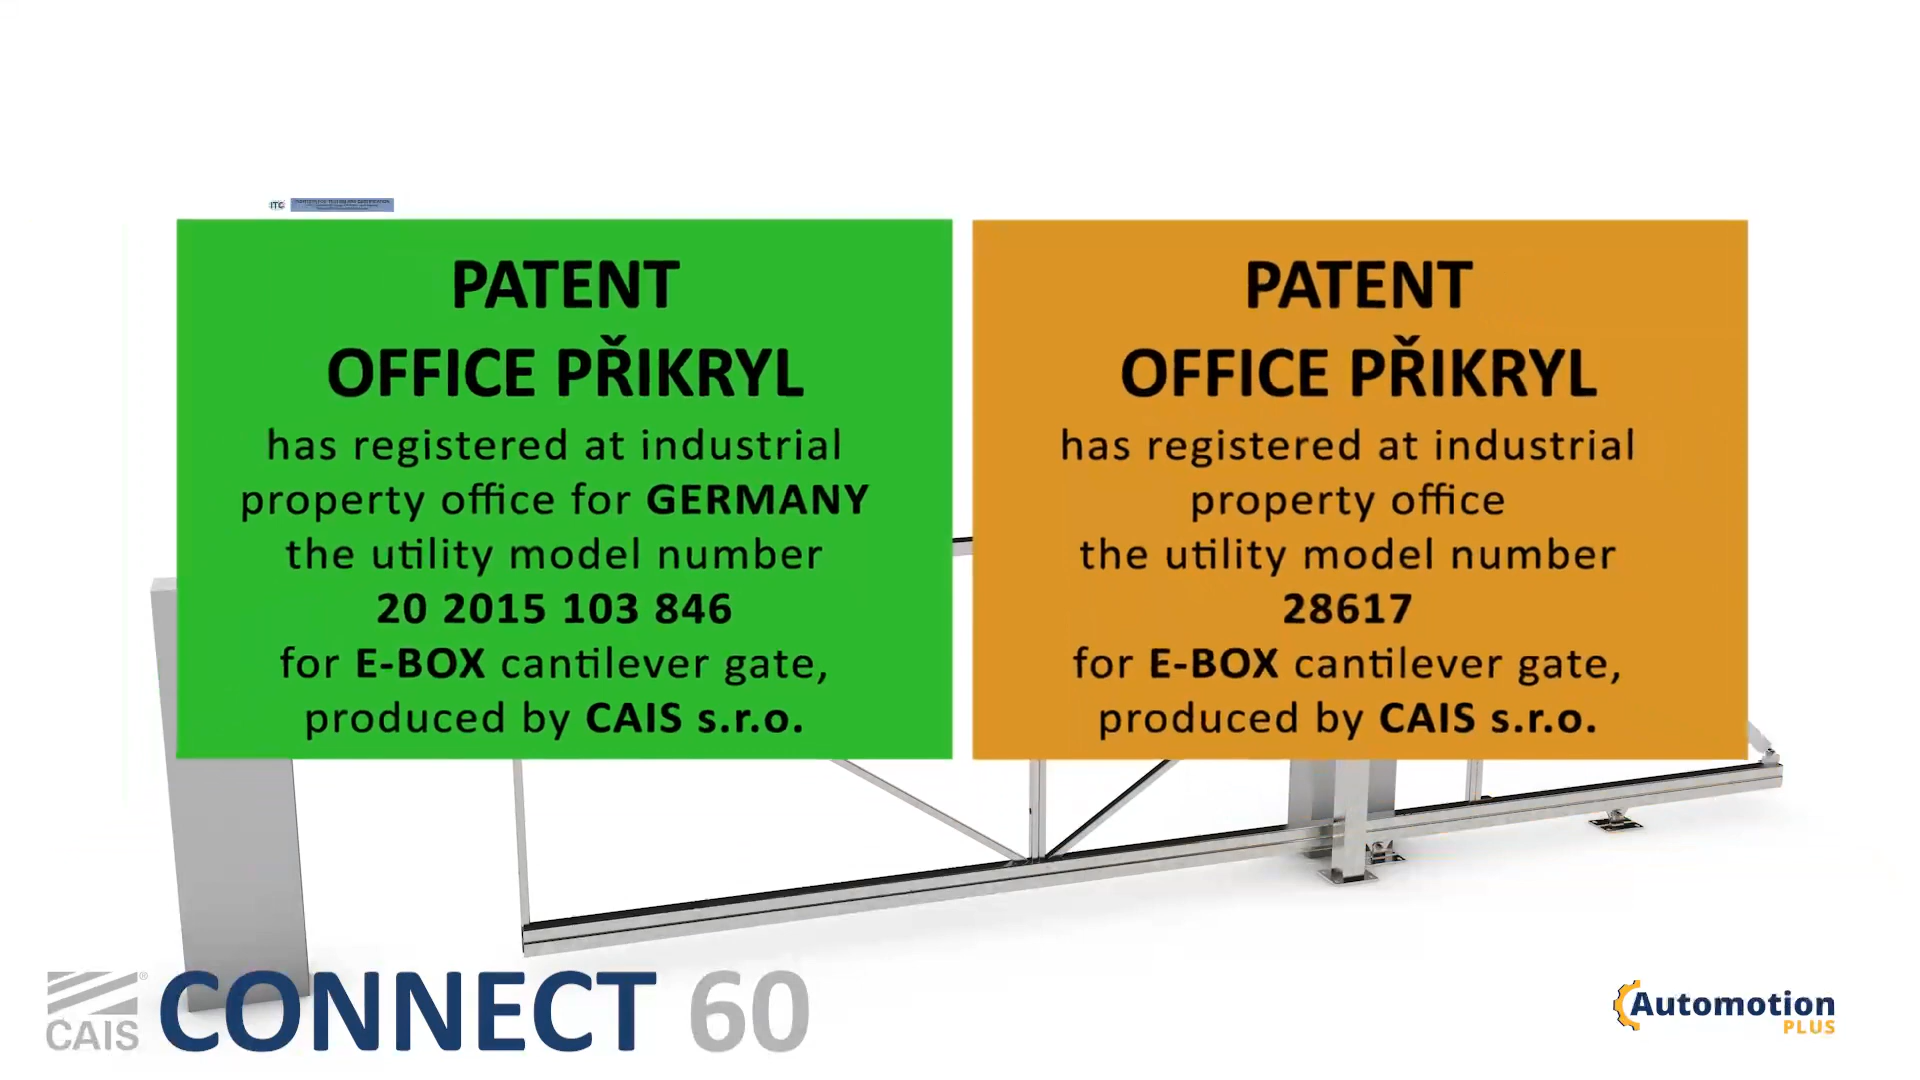 ITC
PATENT
OFFICE PŘIKRYL
has registered at industrial
property office for GERMANY
the utility model number
20 2015 103 846
for E-BOX cantilever gate,
produced by CAIS s.r.o.
PATENT
OFFICE PŘIKRYL
has registered at industrial
property office
the utility model number
28617
for E-BOX cantilever gate,
produced by CAIS s.r.o.
CAIS® CONNECT 60
Automotion
PLUS